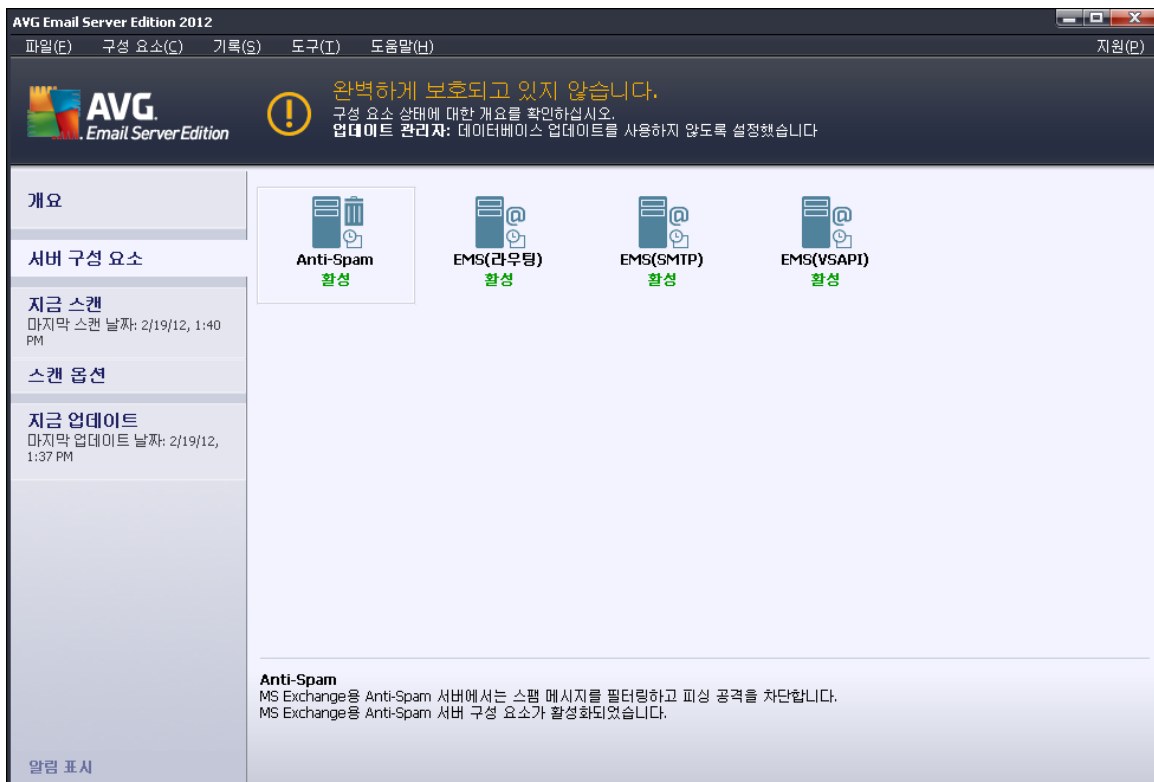 AVG Email Server Edition 2012
파일(F) 구성 요소(C) 기록(S) 도구(T) 도움말(H) 지원(P)
AVG.
Email Server Edition
완벽하게 보호되고 있지 않습니다.
구성 요소 상태에 대한 개요를 확인하십시오.
업데이트 관리자: 데이터베이스 업데이트를 사용하지 않도록 설정했습니다
개요
서버 구성 요소
지금 스캔
마지막 스캔 날짜: 2/19/12, 1:40
PM
스캔 옵션
지금 업데이트
마지막 업데이트 날짜: 2/19/12,
1:37 PM
알림 표시
Anti-Spam
활성
EMS(라우팅)
활성
EMS(SMTP)
활성
EMS(VSAPI)
활성
Anti-Spam
MS Exchange용 Anti-Spam 서버에서는 스팸 메시지를 필터링하고 피싱 공격을 차단합니다.
MS Exchange용 Anti-Spam 서버 구성 요소가 활성화되었습니다.